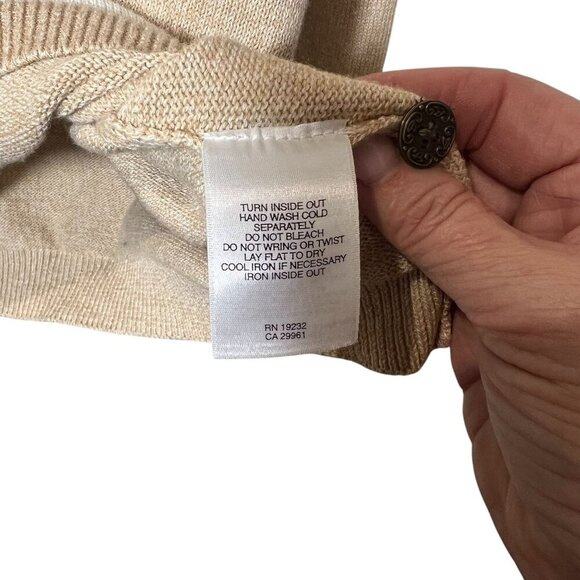 TURN INSIDE OUT
HAND WASH COLD
SEPARATELY
DO NOT BLEACH
DO NOT WRING OR TWIST
LAY FLAT TO DRY
COOL IRON IF NECESSARY
IRON INSIDE OUT
RN 19232
CA 29961